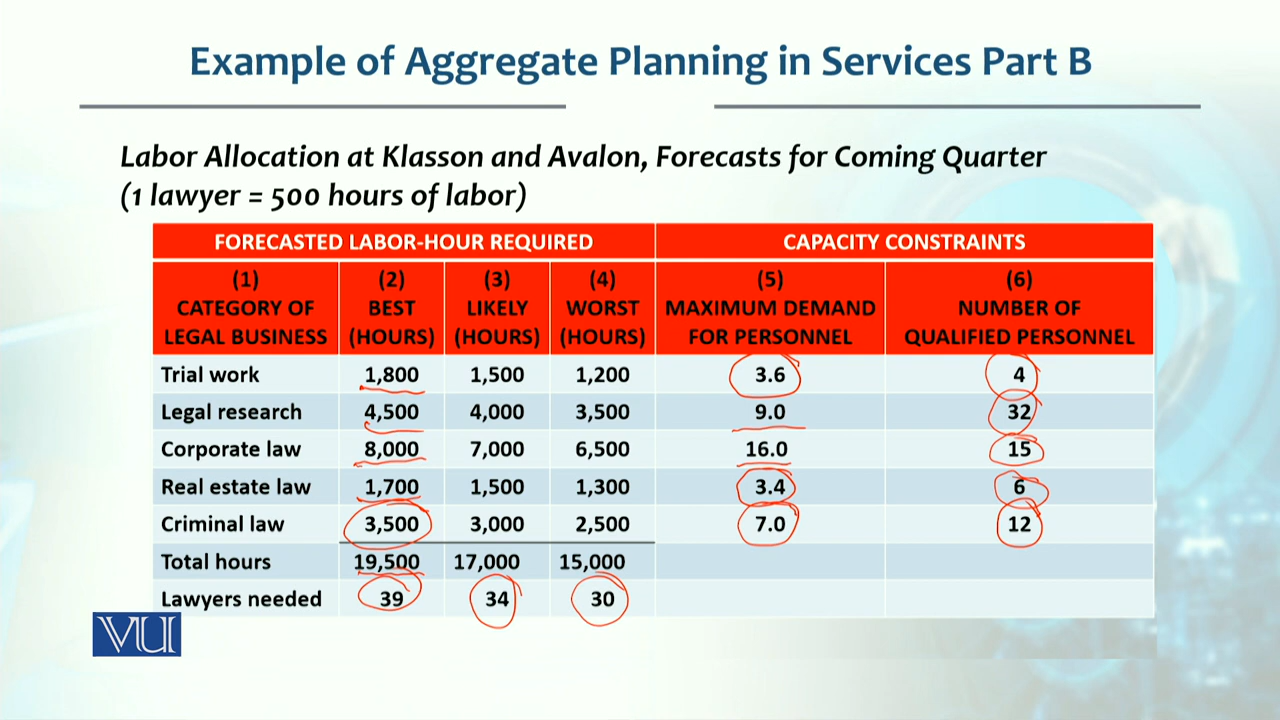 Example of Aggregate Planning in Services Part B
Labor Allocation at Klasson and Avalon, Forecasts for Coming Quarter
(1 lawyer = 500 hours of labor)
FORECASTED LABOR-HOUR REQUIRED CAPACITY CONSTRAINTS
(1) (2) (3) (4) (5) (6)
CATEGORY OF BEST LIKELY WORST MAXIMUM DEMAND NUMBER OF
LEGAL BUSINESS (HOURS) (HOURS) (HOURS) FOR PERSONNEL QUALIFIED PERSONNEL
Trial work 1,800 1,500 1,200 3.6 4
Legal research 4,500 4,000 3,500 9.0 32
Corporate law 8,000 7,000 6,500 16.0 15
Real estate law 1,700 1,500 1,300 3.4 6
Criminal law 3,500 3,000 2,500 7.0 12
Total hours 19,500 17,000 15,000
Lawyers needed 39 34 30
VU